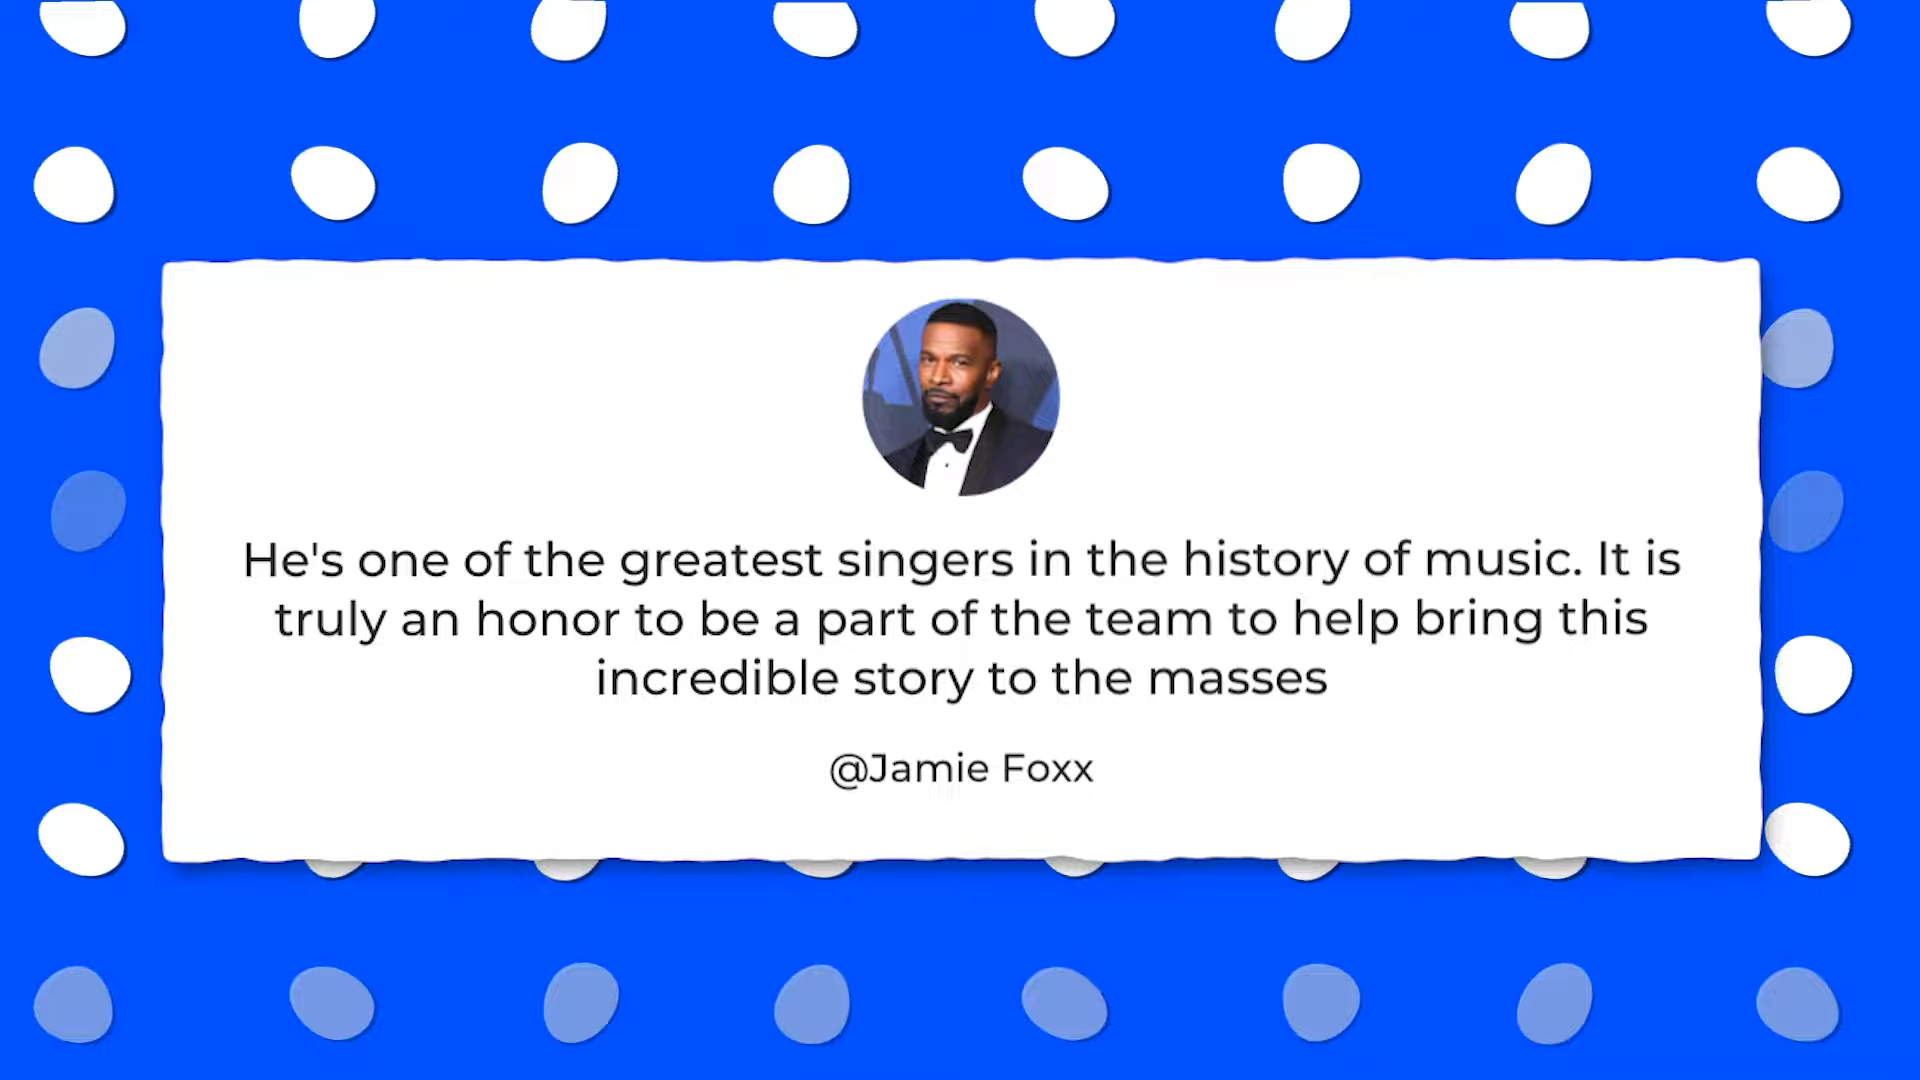 He's one of the greatest singers in the history of music. It is
truly an honor to be a part of the team to help bring this
incredible story to the masses
@Jamie Foxx